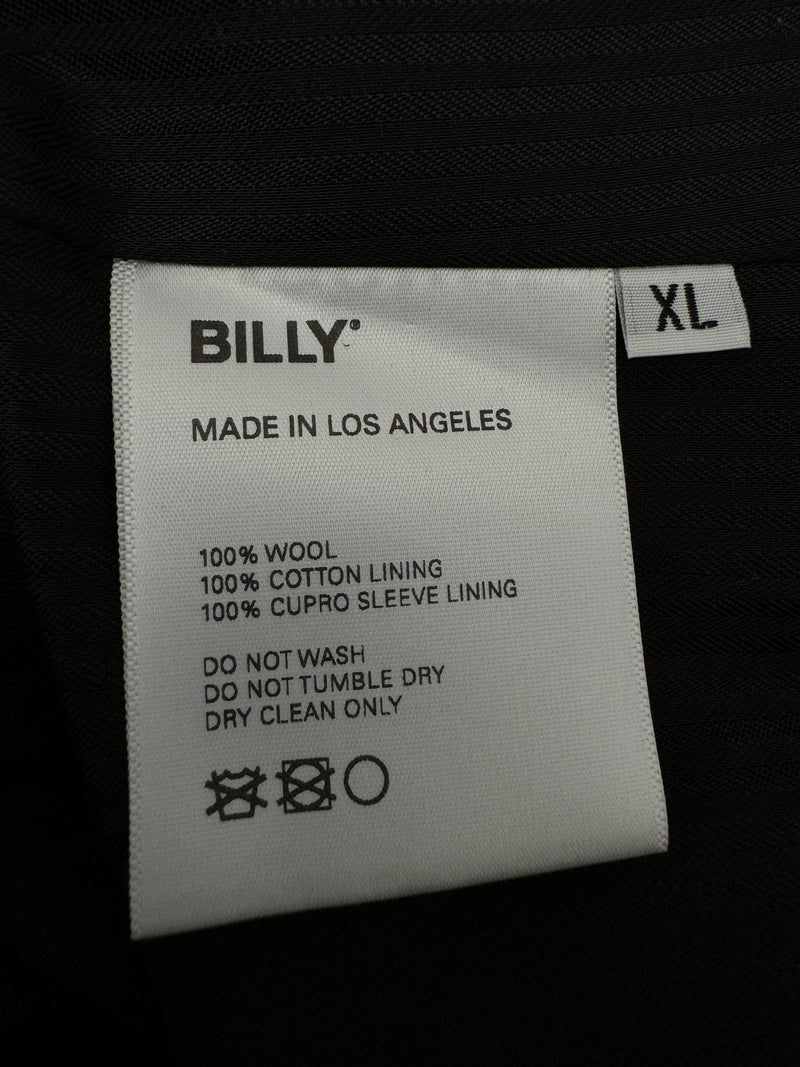 BILLY®
XL
MADE IN LOS ANGELES
100% WOOL
100% COTTON LINING
100% CUPRO SLEEVE LINING
DO NOT WASH
DO NOT TUMBLE DRY
DRY CLEAN ONLY